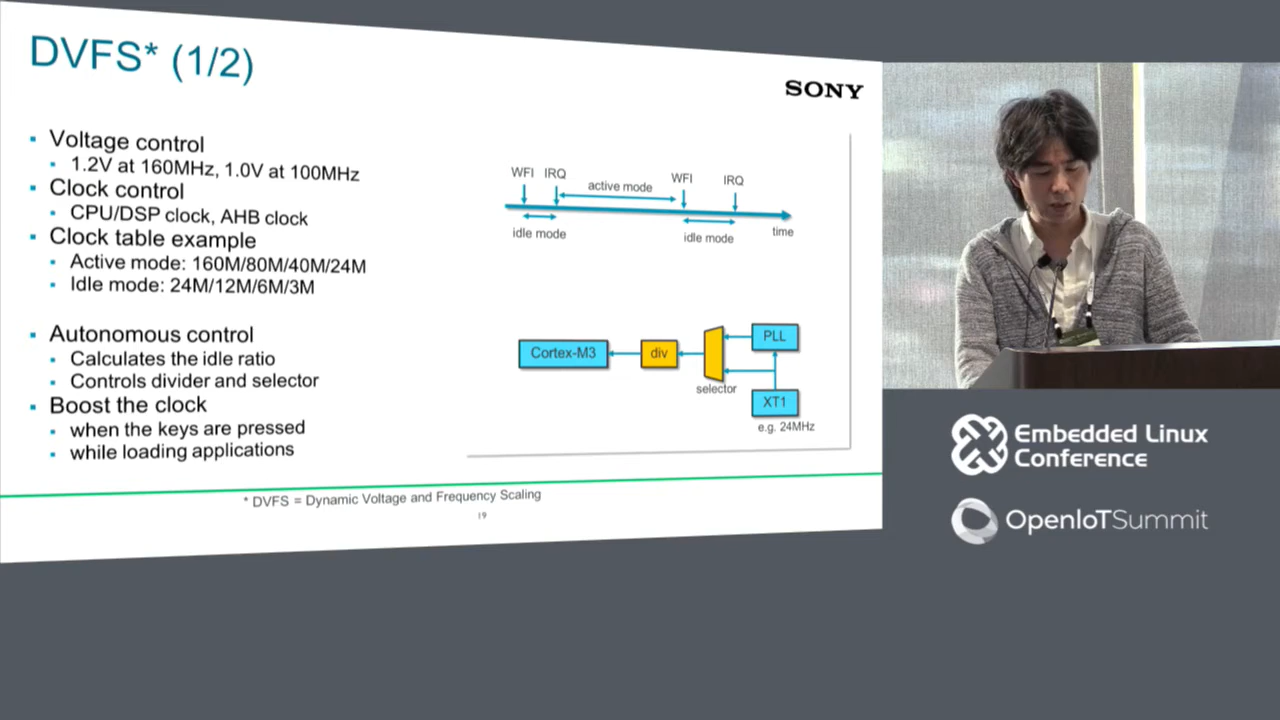 DVFS* (1/2)
SONY
Voltage control
1.2V at 160MHz, 1.0V at 100MHz
Clock control
CPU/DSP clock, AHB clock
Clock table example
Active mode: 160M/80M/40M/24M
Idle mode: 24M/12M/6M/3M
Autonomous control
Calculates the idle ratio
Controls divider and selector
Boost the clock
when the keys are pressed
while loading applications
WFI IRQ
active mode
WFI
IRQ
idle mode
idle mode
time
Cortex-M3
div
selector
PLL
XT1
e.g. 24MHz
* DVFS = Dynamic Voltage and Frequency Scaling
19
Embedded Linux
Conference
OpenIoTSummit